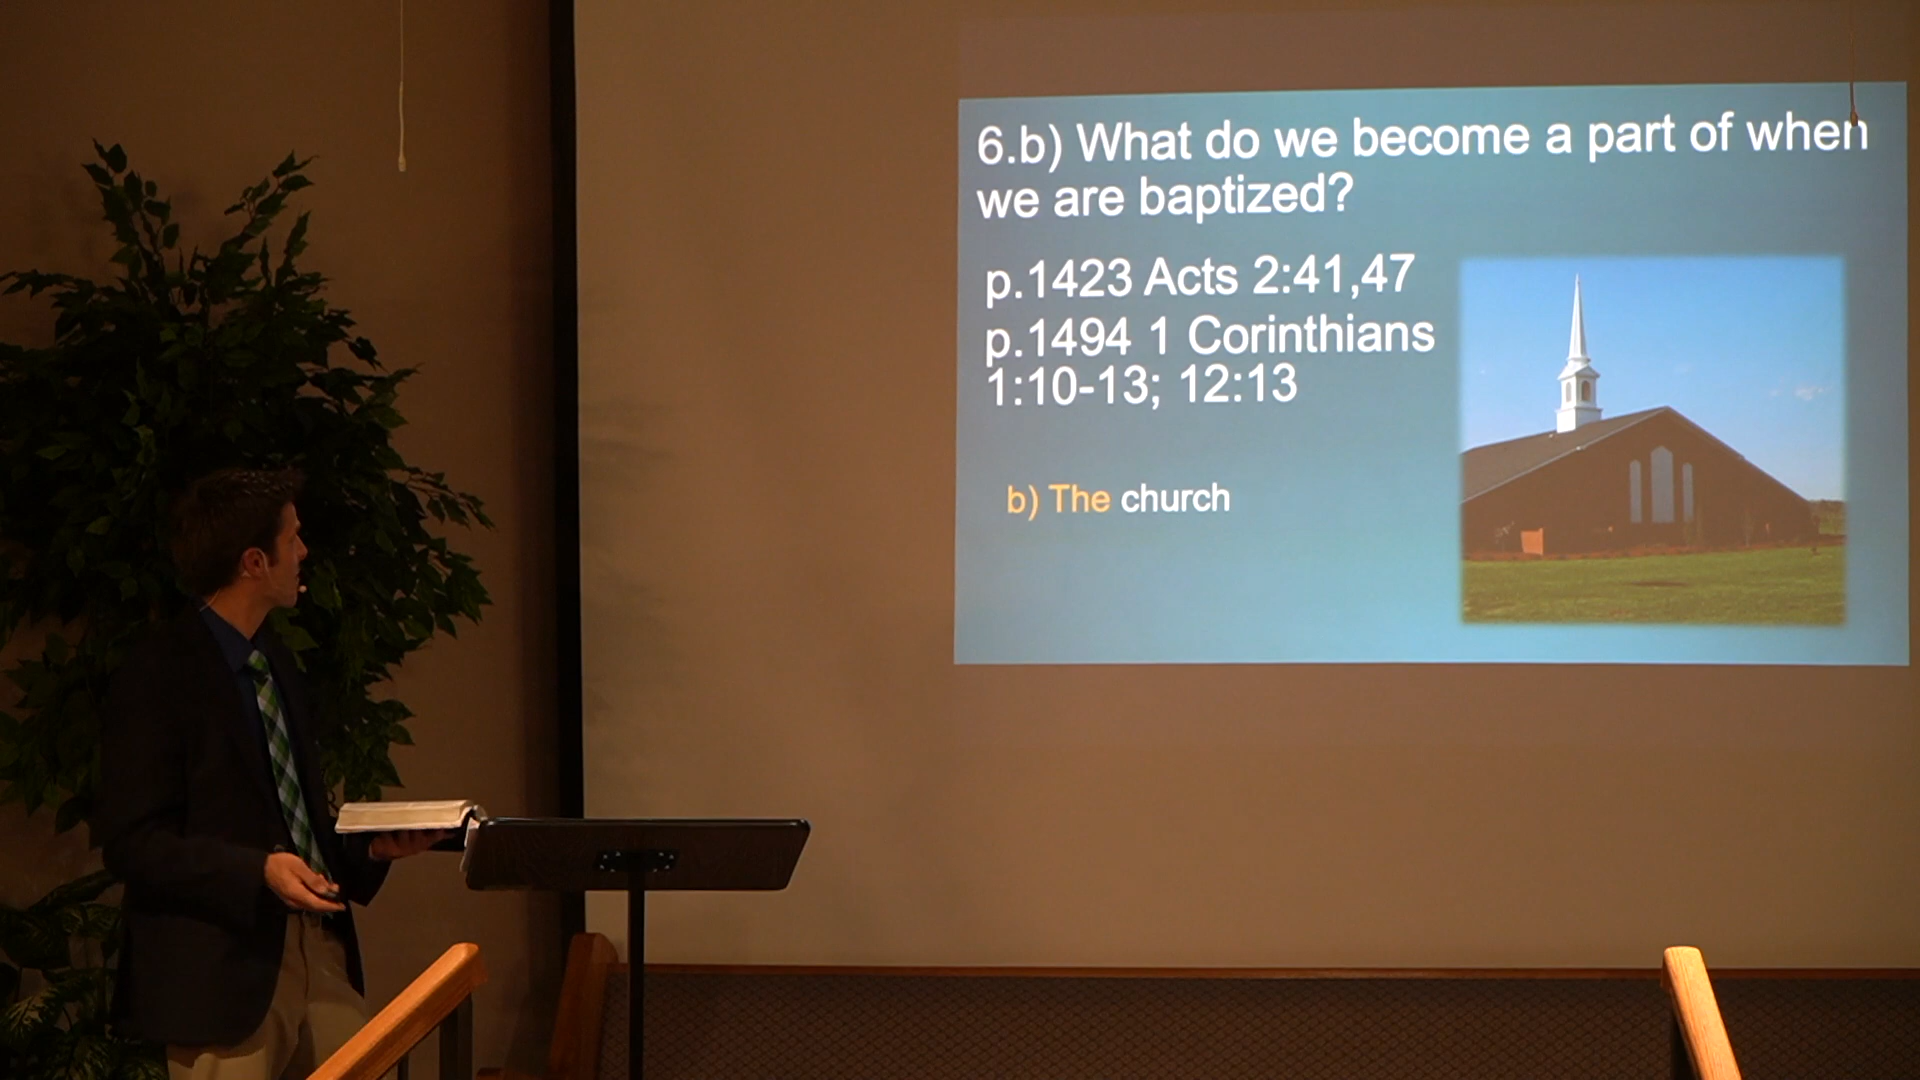 6.b) What do we become a part of when
we are baptized?
p.1423 Acts 2:41,47
p.1494 1 Corinthians
1:10-13; 12:13
b) The church